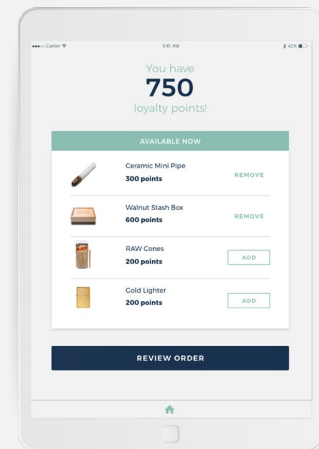 Carrier
9:41 AM
42%
You have
750
loyalty points!
AVAILABLE NOW
Ceramic Mini Pipe
300 points
REMOVE
Walnut Stash Box
600 points
REMOVE
RAW Cones
200 points
ADD
Gold Lighter
200 points
ADD
REVIEW ORDER